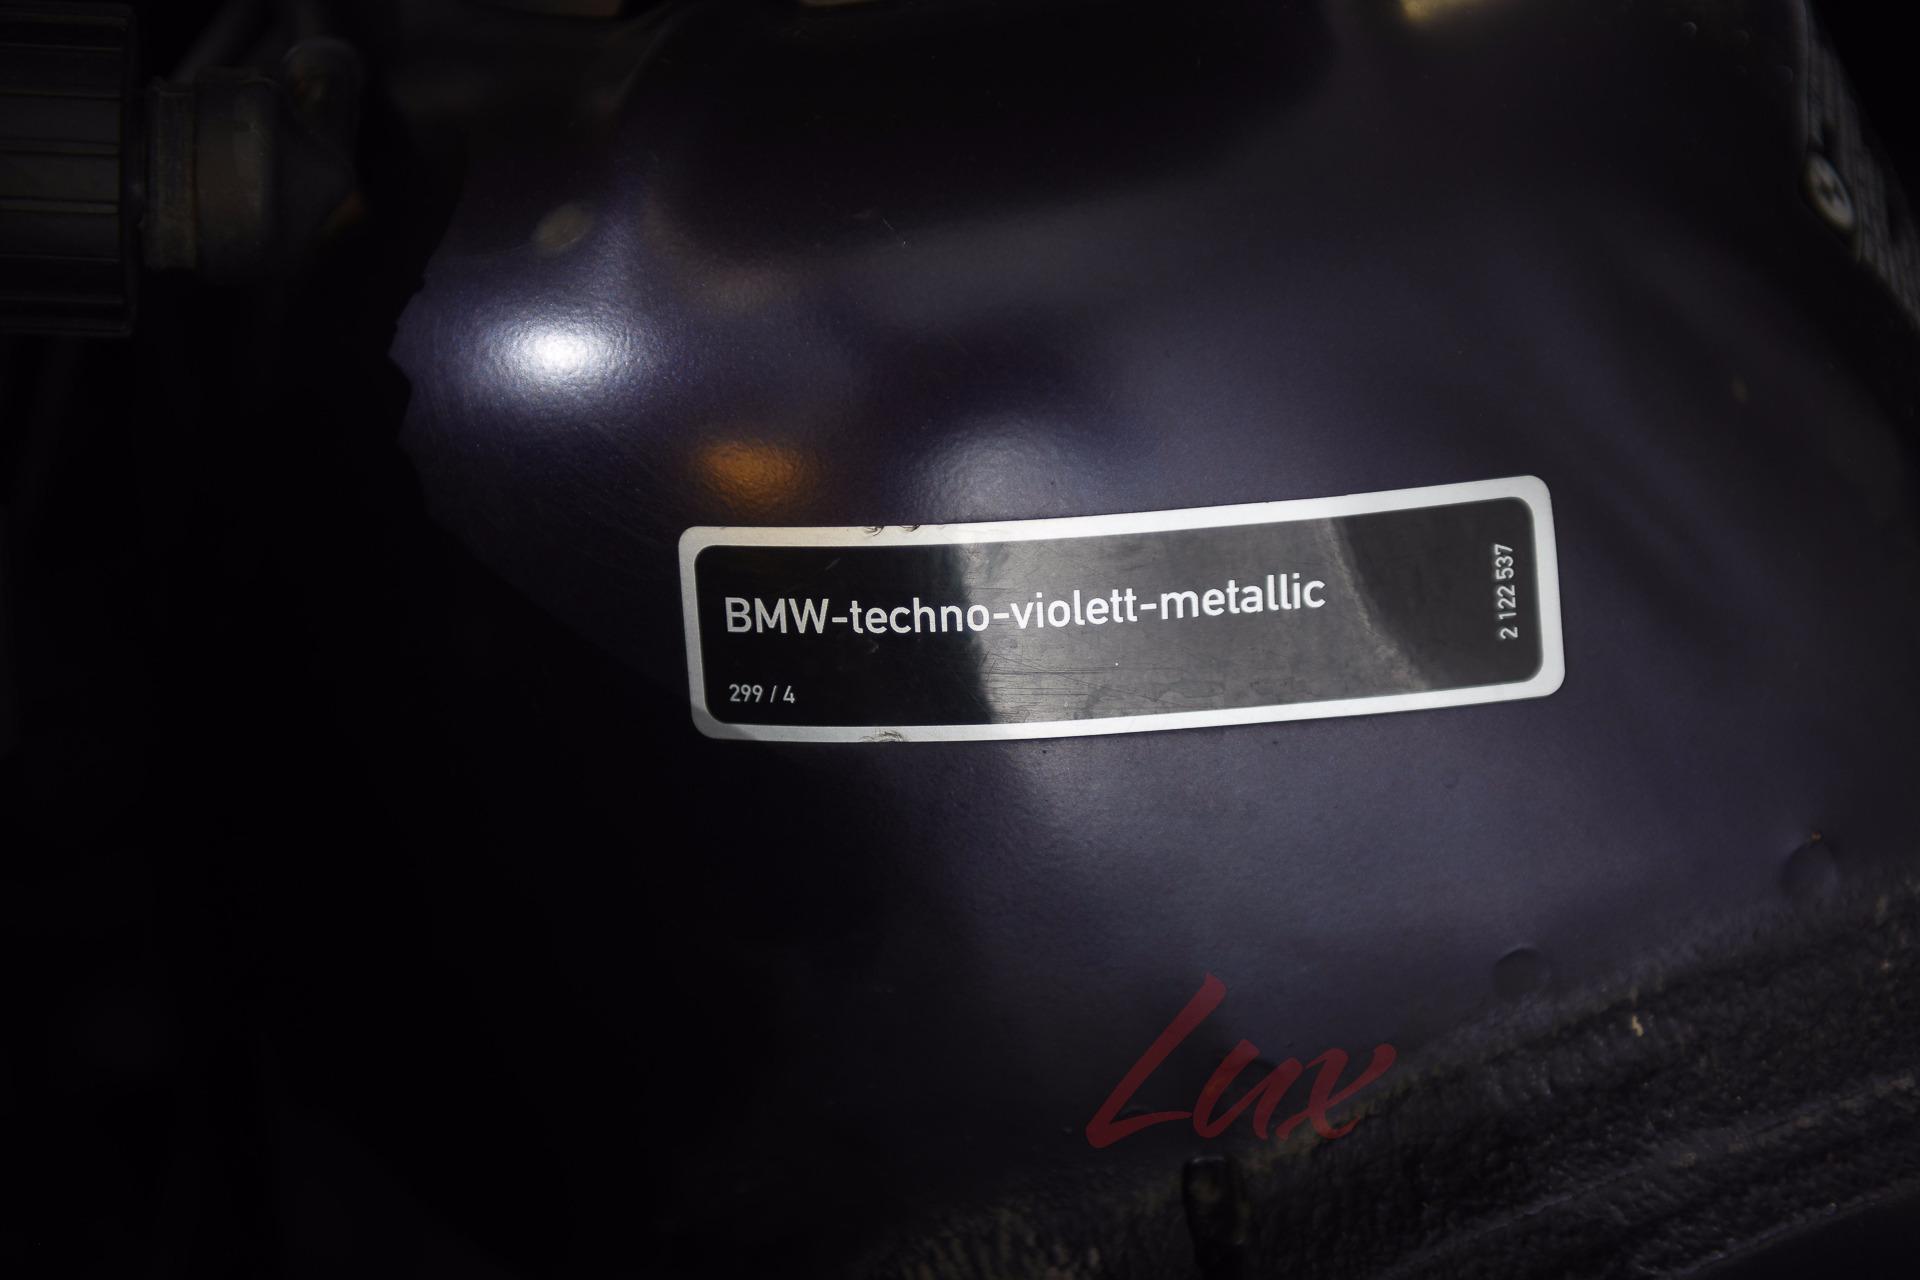 BMW-techno-violett-metallic
299 / 4
2 122 537
Lux